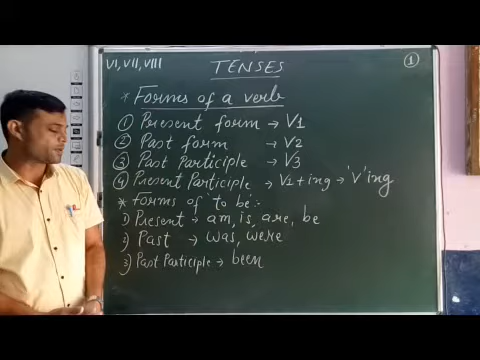 VI, VII, VIII
TENSES
①
* Forms of a verb
① Present form → V1
② Past form → V2
③ Past Participle → V3
④ Present Participle → V1 + ing → 'V' ing
* Forms of 'to be' :-
1) Present → am, is, are, be
2) Past → was, were
3) Past Participle → been